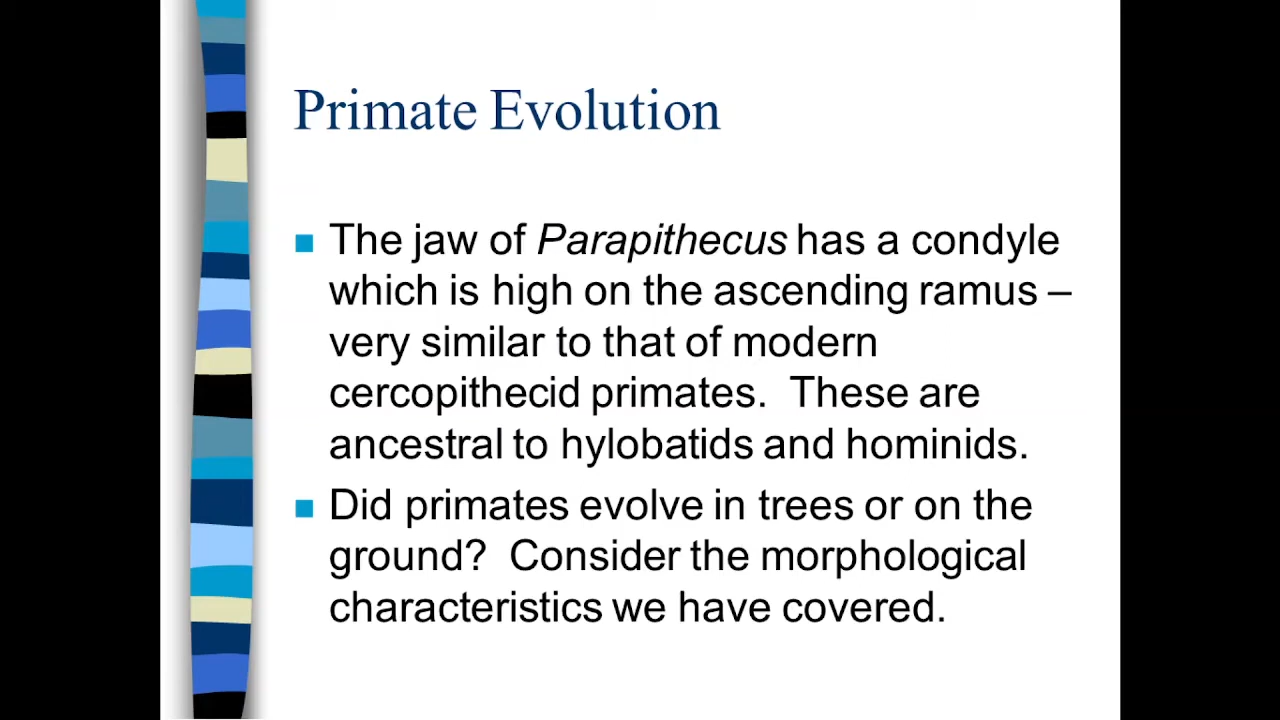 Primate Evolution
The jaw of Parapithecus has a condyle
which is high on the ascending ramus –
very similar to that of modern
cercopithecid primates.  These are
ancestral to hylobatids and hominids.
Did primates evolve in trees or on the
ground?  Consider the morphological
characteristics we have covered.